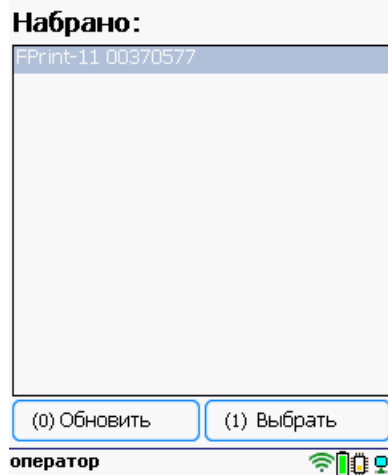 Набрано:
FPrint-11 00370577
(0) Обновить
(1) Выбрать
оператор